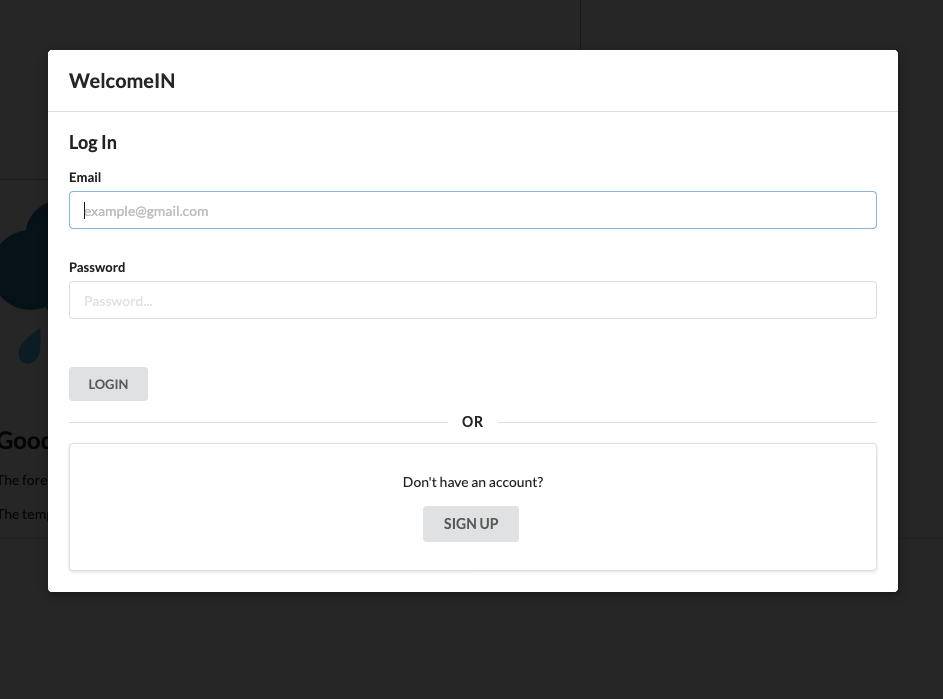 WelcomeIN
Log In
Email
example@gmail.com
Password
Password...
LOGIN
OR
Don't have an account?
SIGN UP
Good
The fore
The temp